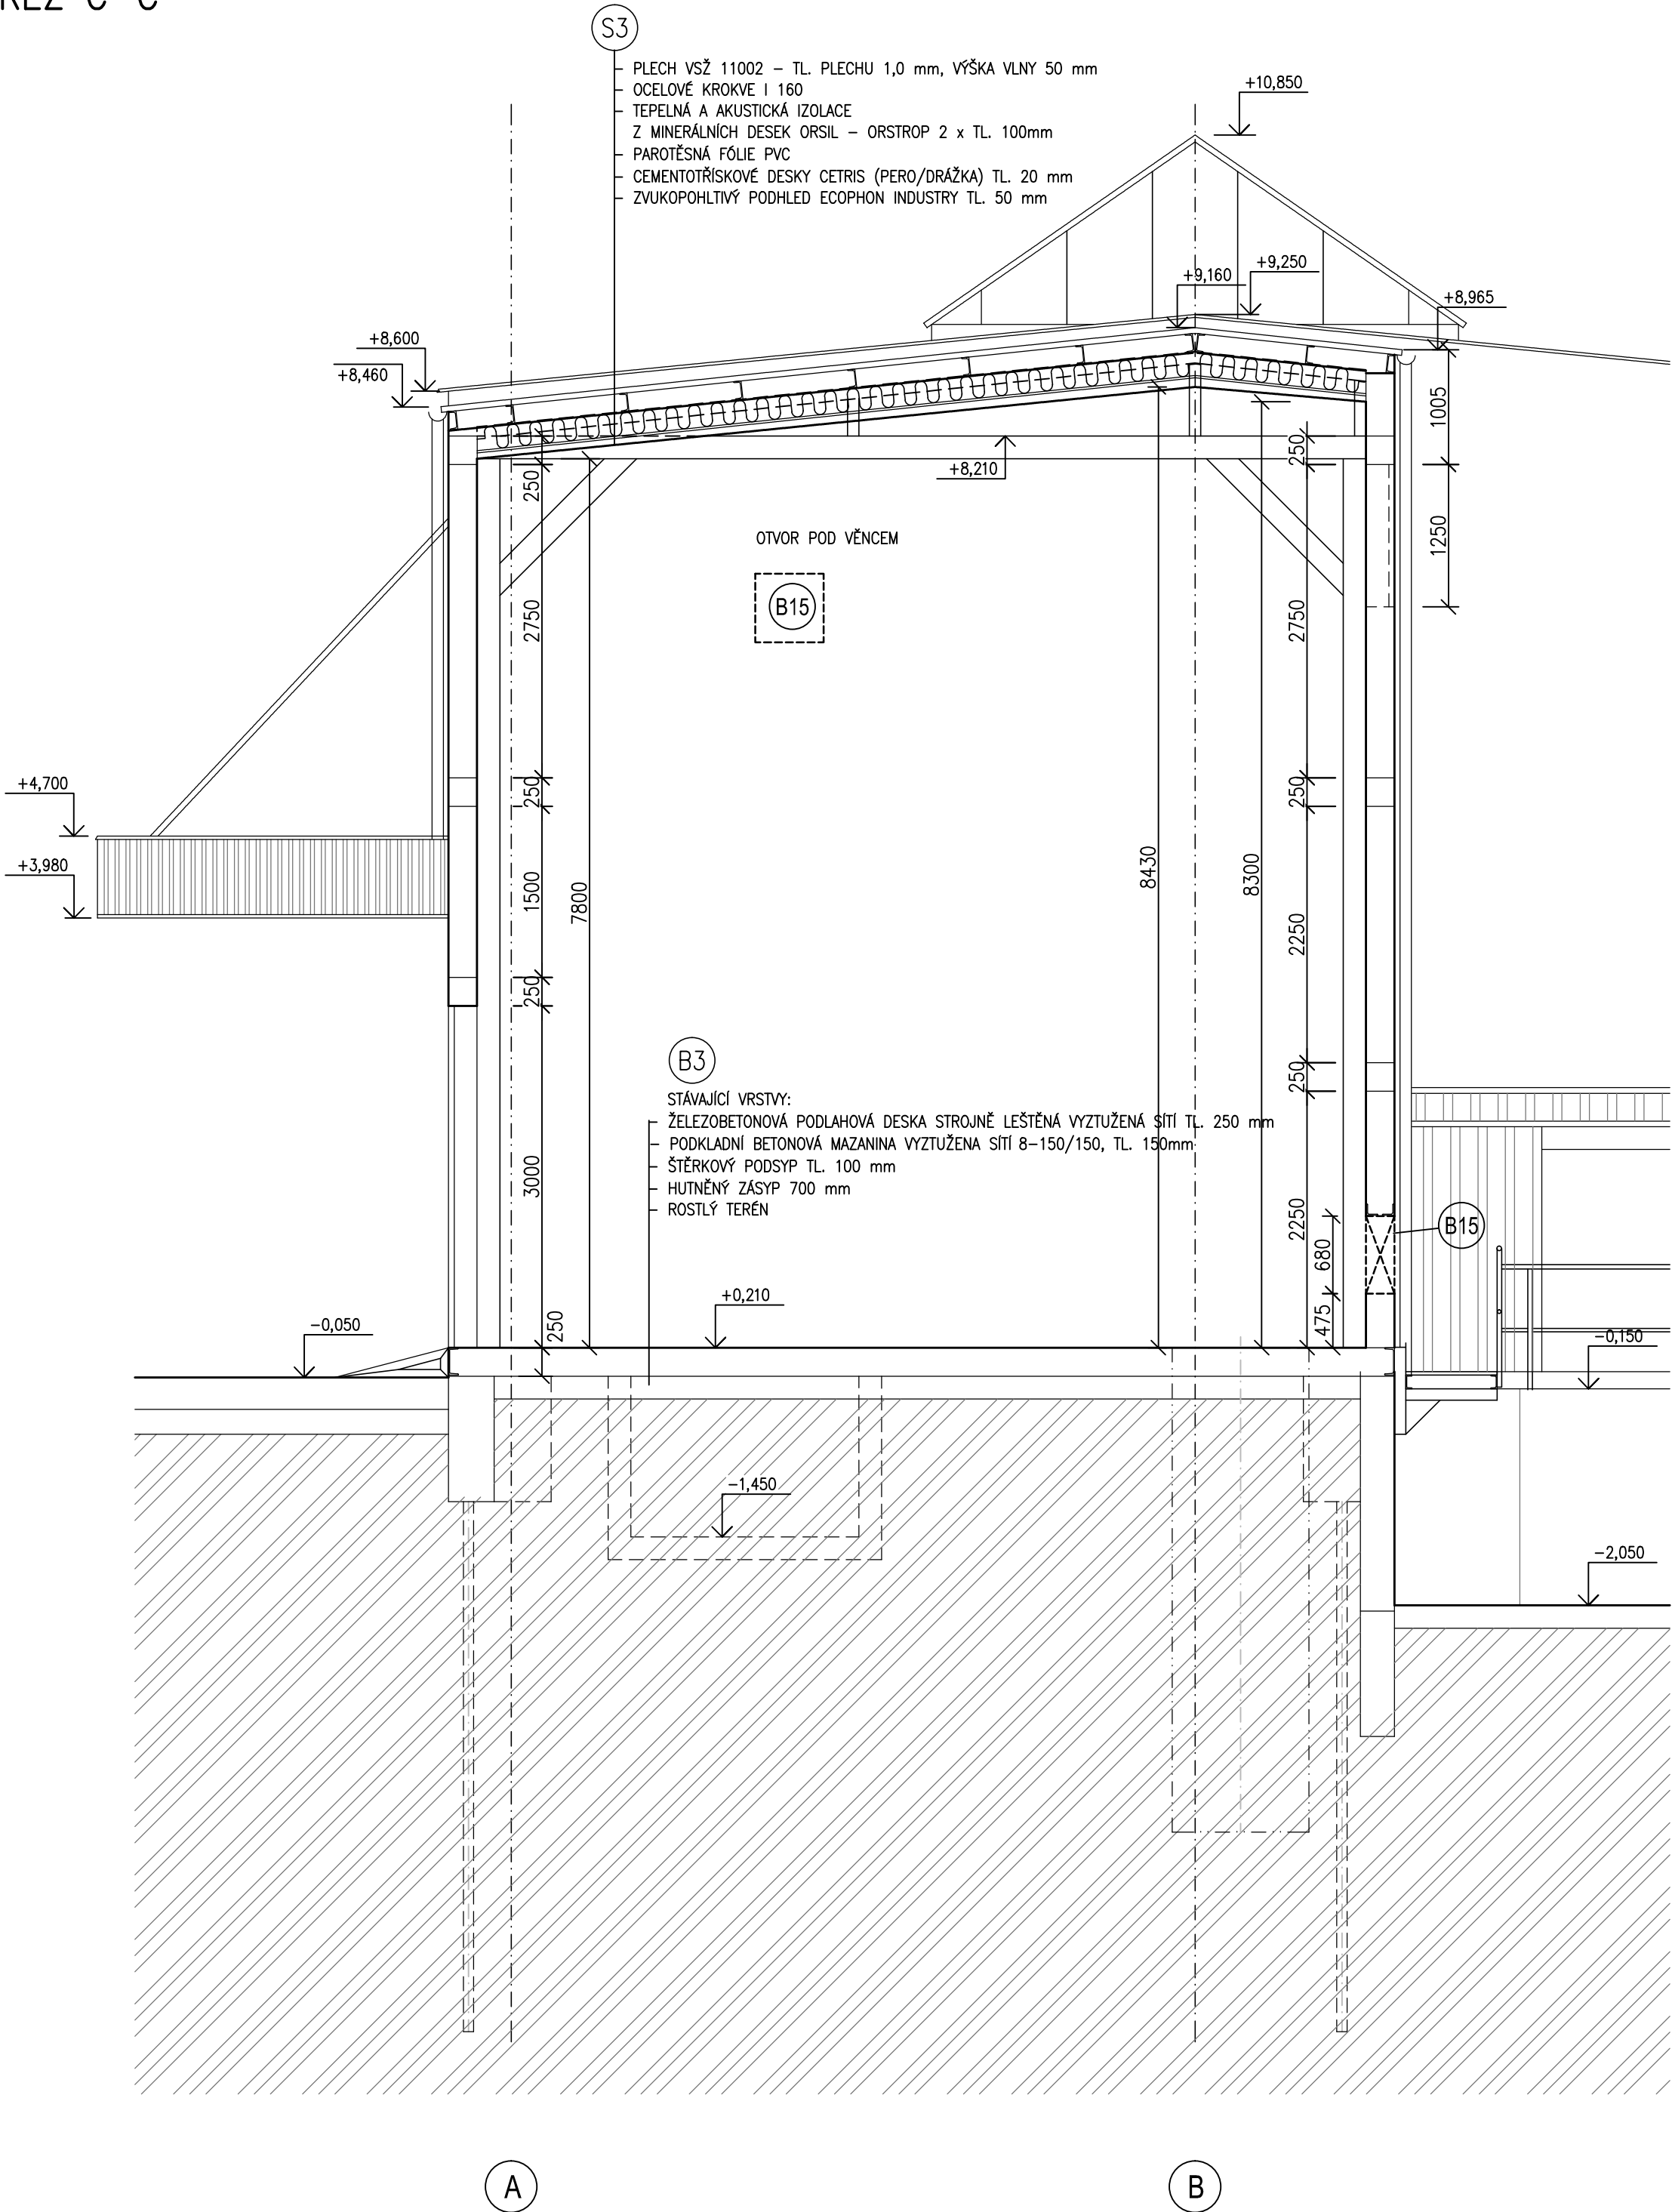 ŘEZ C-C
S3
PLECH VSŽ 11002 – TL. PLECHU 1,0 mm, VÝŠKA VLNY 50 mm
OCELOVÉ KROKVE I 160
TEPELNÁ A AKUSTICKÁ IZOLACE
Z MINERÁLNÍCH DESEK ORSIL – ORSTROP 2 x TL. 100mm
PAROTĚSNÁ FÓLIE PVC
CEMENTOTŘÍSKOVÉ DESKY CETRIS (PERO/DRÁŽKA) TL. 20 mm
ZVUKOPOHLTIVÝ PODHLED ECOPHON INDUSTRY TL. 50 mm
+10,850
+9,250
+9,160
+8,965
+8,600
+8,460
1005
250
250
+8,210
1250
OTVOR POD VĚNCEM
B15
2750
2750
+4,700
250
250
+3,980
1500
7800
8430
8300
2250
250
B3
250
STÁVAJÍCÍ VRSTVY:
ŽELEZOBETONOVÁ PODLAHOVÁ DESKA STROJNĚ LEŠTĚNÁ VYZTUŽENÁ SÍTÍ TL. 250 mm
PODKLADNÍ BETONOVÁ MAZANINA VYZTUŽENA SÍTÍ 8–150/150, TL. 150mm
ŠTĚRKOVÝ PODSYP TL. 100 mm
HUTNĚNÝ ZÁSYP 700 mm
ROSTLÝ TERÉN
3000
2250
B15
680
+0,210
475
250
–0,050
–0,150
–1,450
–2,050
A
B